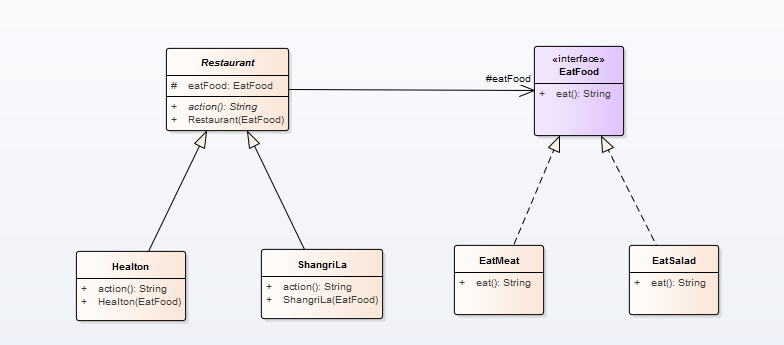 Restaurant
# eatFood: EatFood
+ action(): String
+ Restaurant(EatFood)
#eatFood
«interface»
EatFood
+ eat(): String
Healton
+ action(): String
+ Healton(EatFood)
ShangriLa
+ action(): String
+ ShangriLa(EatFood)
EatMeat
+ eat(): String
EatSalad
+ eat(): String